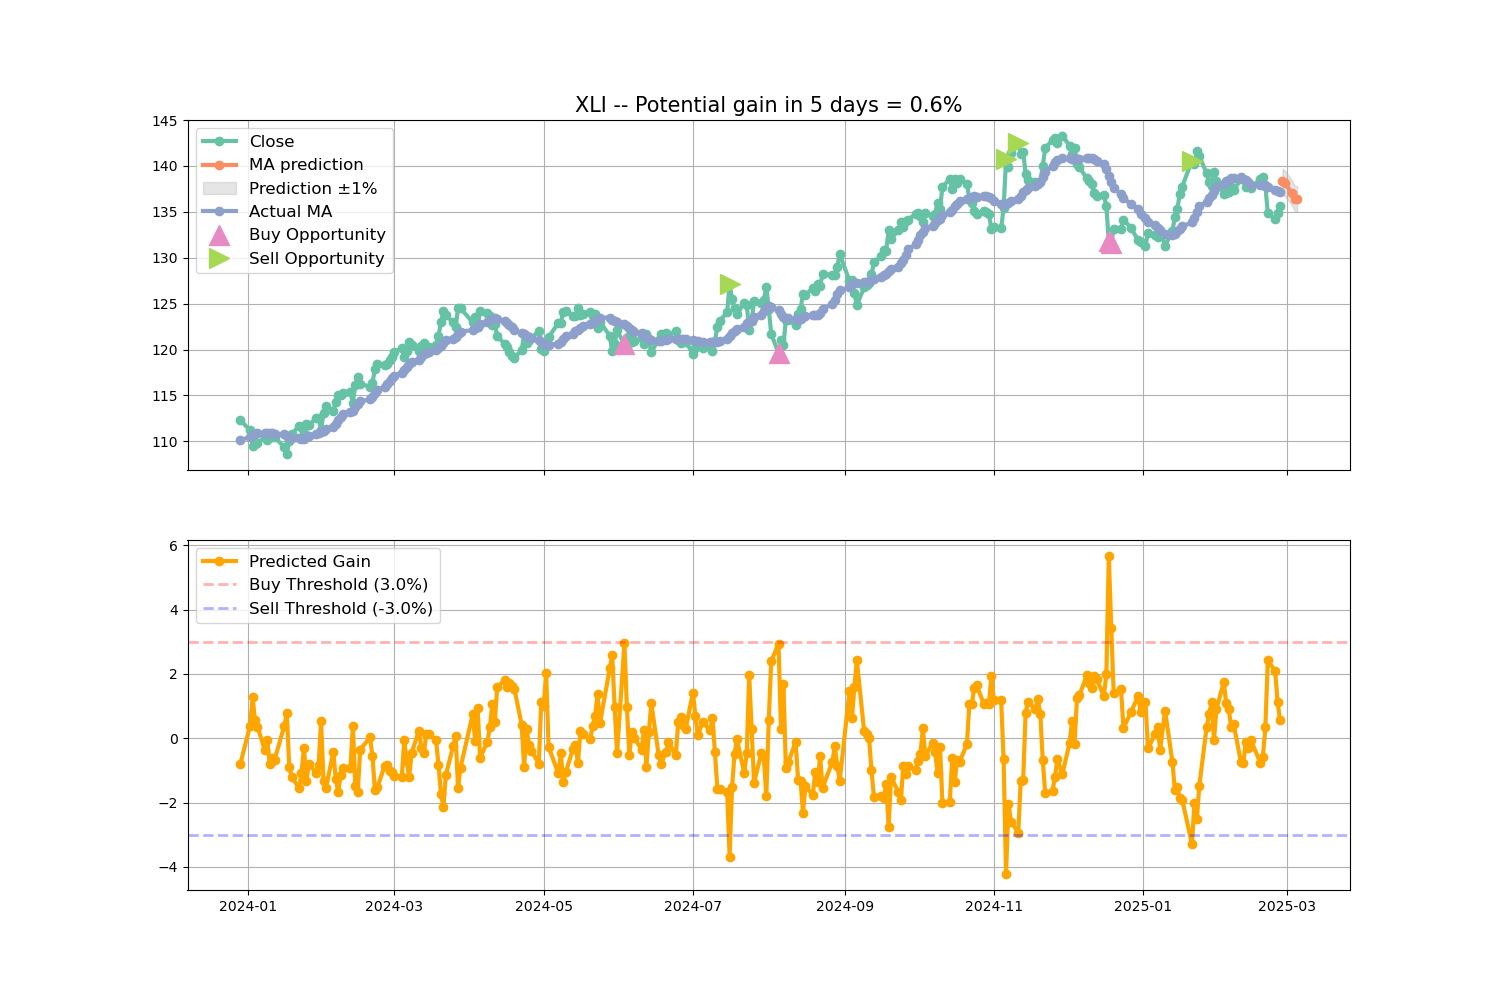 XLI -- Potential gain in 5 days = 0.6%
145
140
135
130
125
120
115
110
Close
MA prediction
Prediction ±1%
Actual MA
Buy Opportunity
Sell Opportunity
6
4
2
0
−2
−4
Predicted Gain
Buy Threshold (3.0%)
Sell Threshold (-3.0%)
2024-01
2024-03
2024-05
2024-07
2024-09
2024-11
2025-01
2025-03